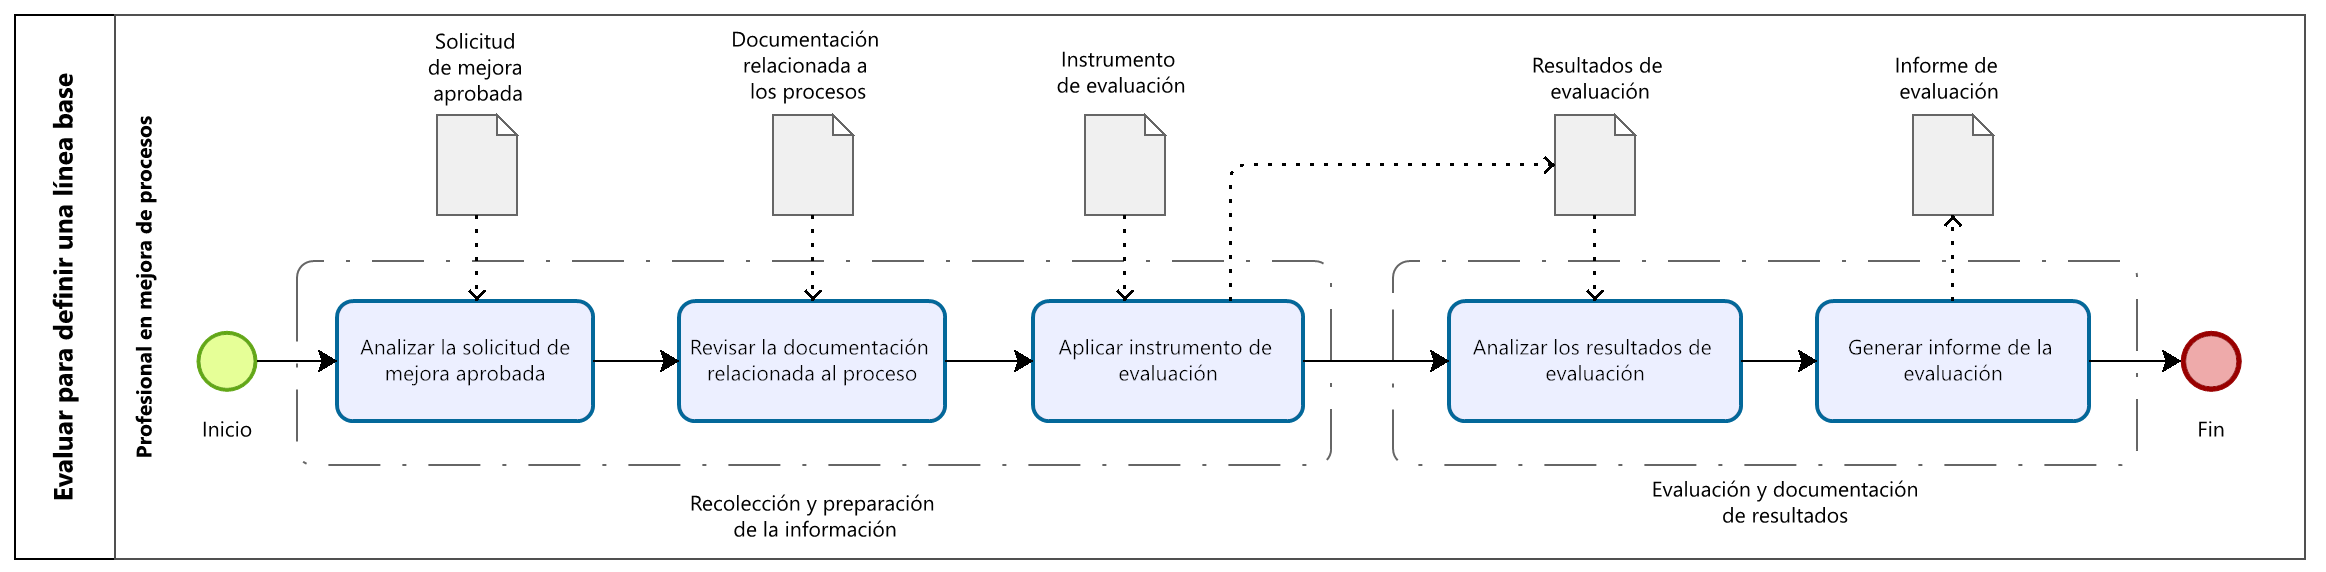 Evaluar para definir una línea base
Profesional en mejora de procesos
Solicitud
de mejora
aprobada
Documentación
relacionada a
los procesos
Instrumento
de evaluación
Resultados de
evaluación
Informe de
evaluación
Inicio
Analizar la solicitud de
mejora aprobada
Revisar la documentación
relacionada al proceso
Aplicar instrumento de
evaluación
Analizar los resultados de
evaluación
Generar informe de la
evaluación
Fin
Recolección y preparación
de la información
Evaluación y documentación
de resultados